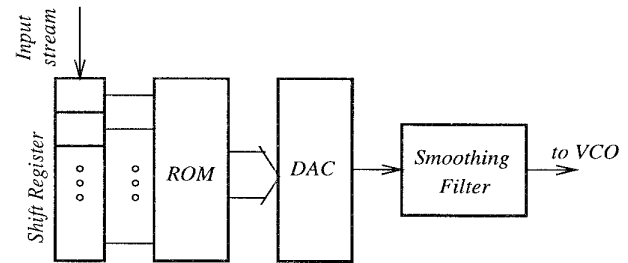 Input
stream
Shift Register
ROM
DAC
Smoothing
Filter
to VCO